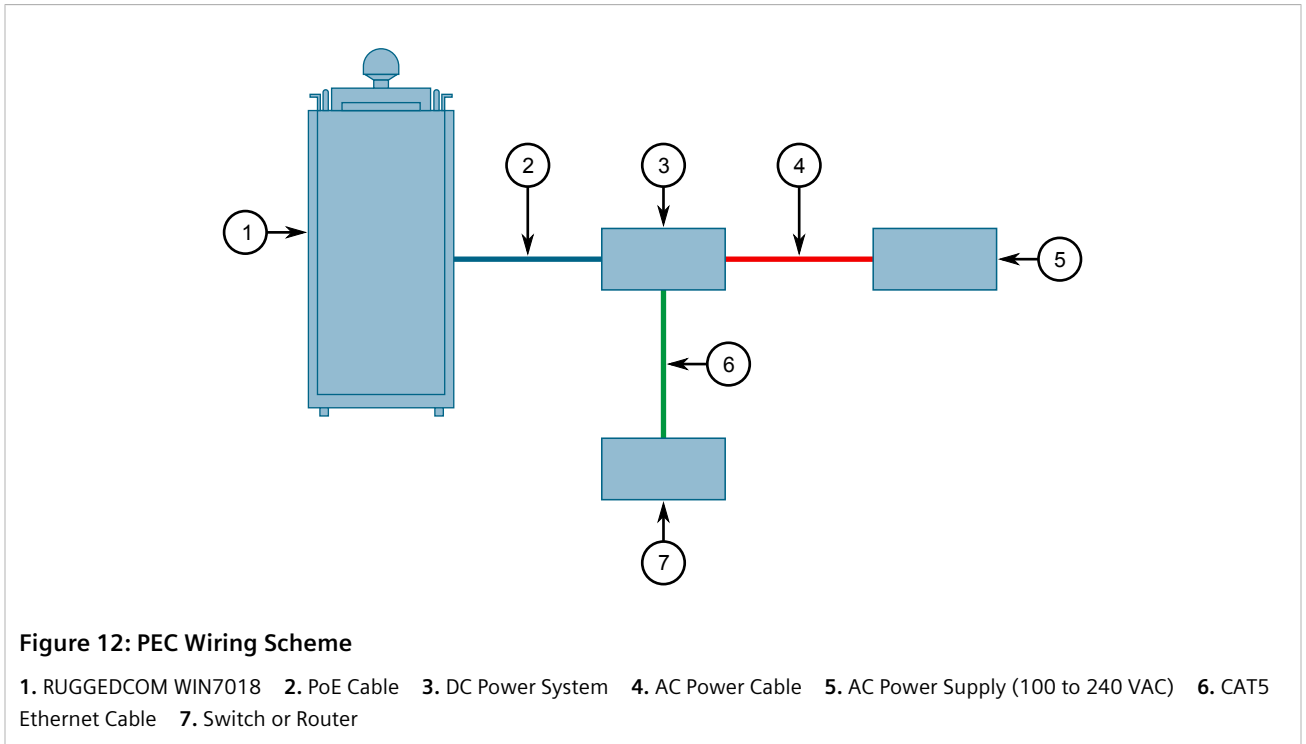 2
3
4
1
5
6
7
Figure 12: PEC Wiring Scheme
1. RUGGEDCOM WIN7018 2. PoE Cable 3. DC Power System 4. AC Power Cable 5. AC Power Supply (100 to 240 VAC) 6. CAT5
Ethernet Cable 7. Switch or Router